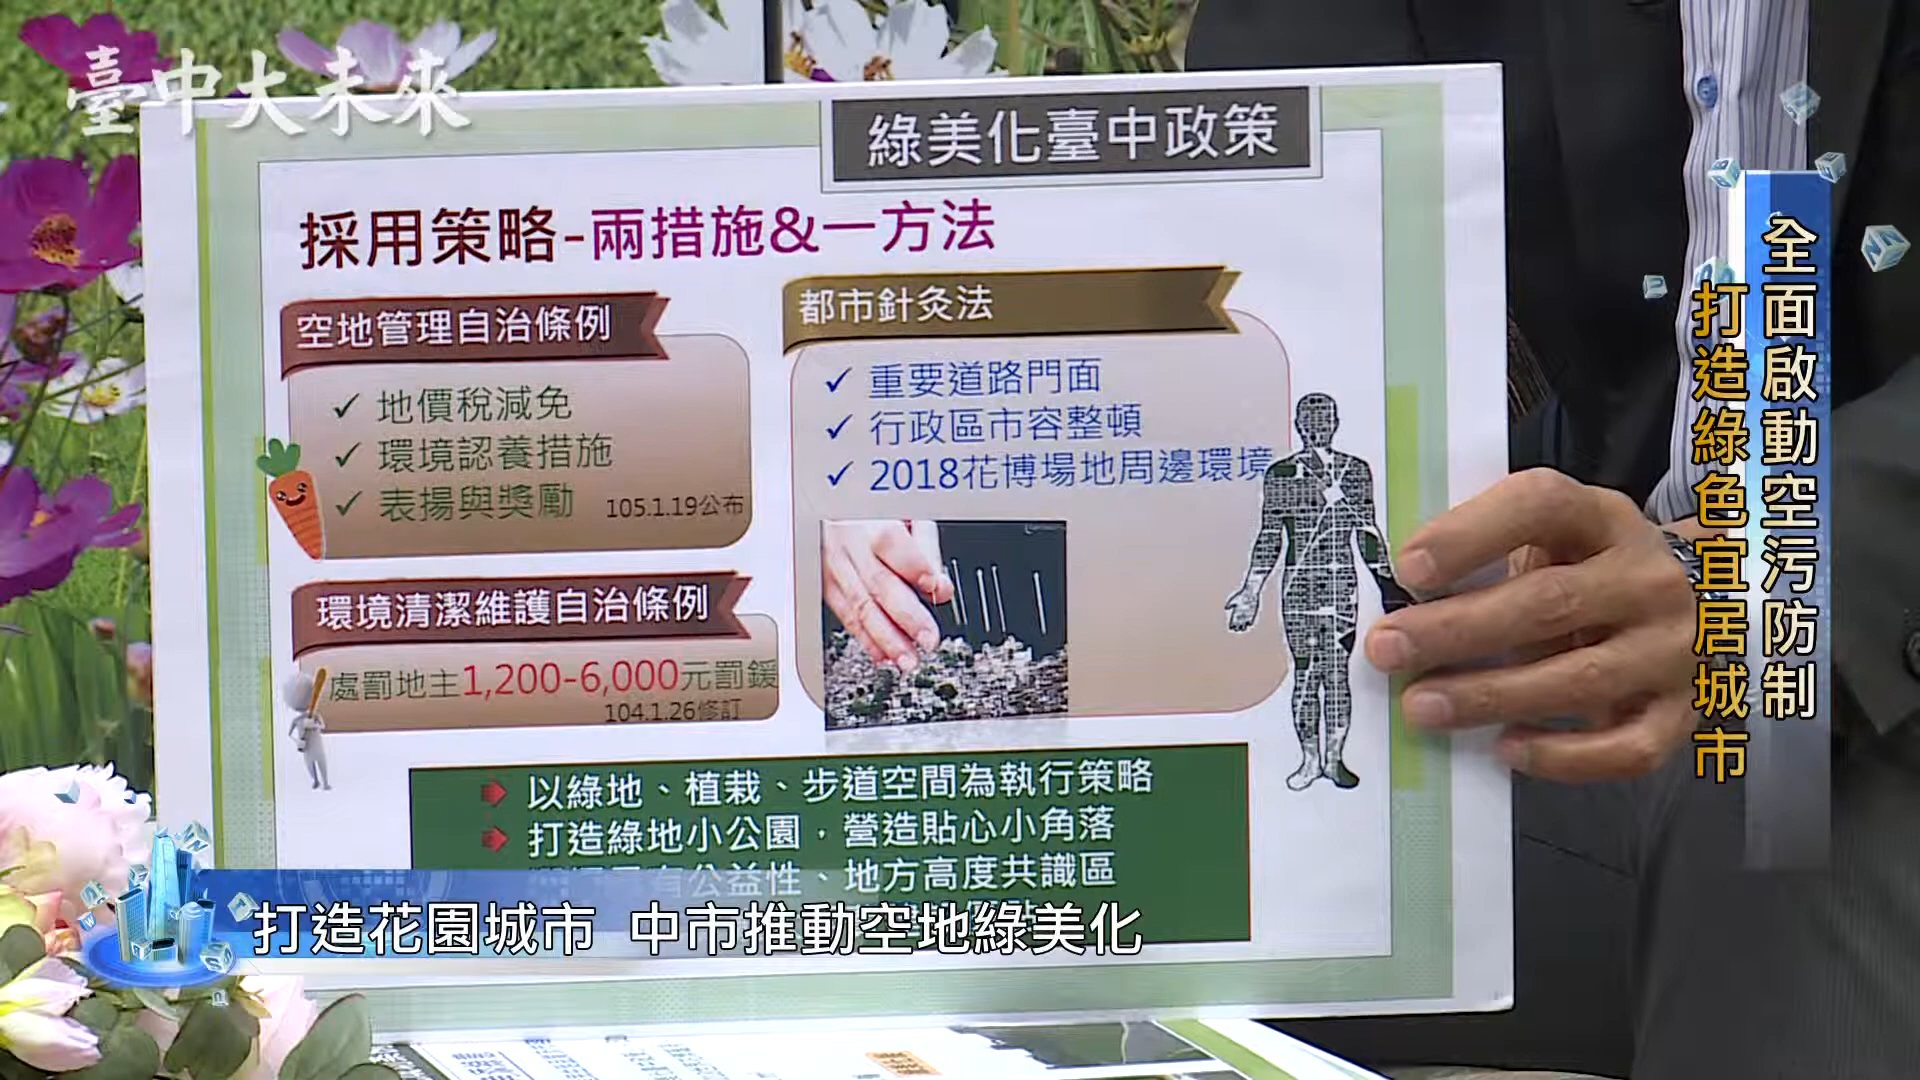 臺中大未來
綠美化臺中政策
採用策略-兩措施&一方法
空地管理自治條例
✓ 地價稅減免
✓ 環境認養措施
✓ 表揚與獎勵
105.1.19公布
環境清潔維護自治條例
處罰地主1,200-6,000元罰鍰
104.1.26修訂
都市針灸法
✓ 重要道路門面
✓ 行政區市容整頓
✓ 2018花博場地周邊環境
以綠地、植栽、步道空間為執行策略
打造綠地小公園，營造貼心小角落
有公益性、地方高度共識區
全面啟動空污防制
打造綠色宜居城市
打造花園城市 中市推動空地綠美化